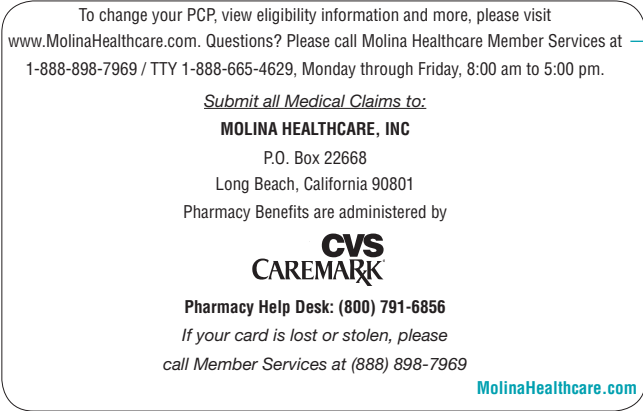 To change your PCP, view eligibility information and more, please visit
www.MolinaHealthcare.com. Questions? Please call Molina Healthcare Member Services at
1-888-898-7969 / TTY 1-888-665-4629, Monday through Friday, 8:00 am to 5:00 pm.
Submit all Medical Claims to:
MOLINA HEALTHCARE, INC
P.O. Box 22668
Long Beach, California 90801
Pharmacy Benefits are administered by
CVS
CAREMARK
Pharmacy Help Desk: (800) 791-6856
If your card is lost or stolen, please
call Member Services at (888) 898-7969
MolinaHealthcare.com